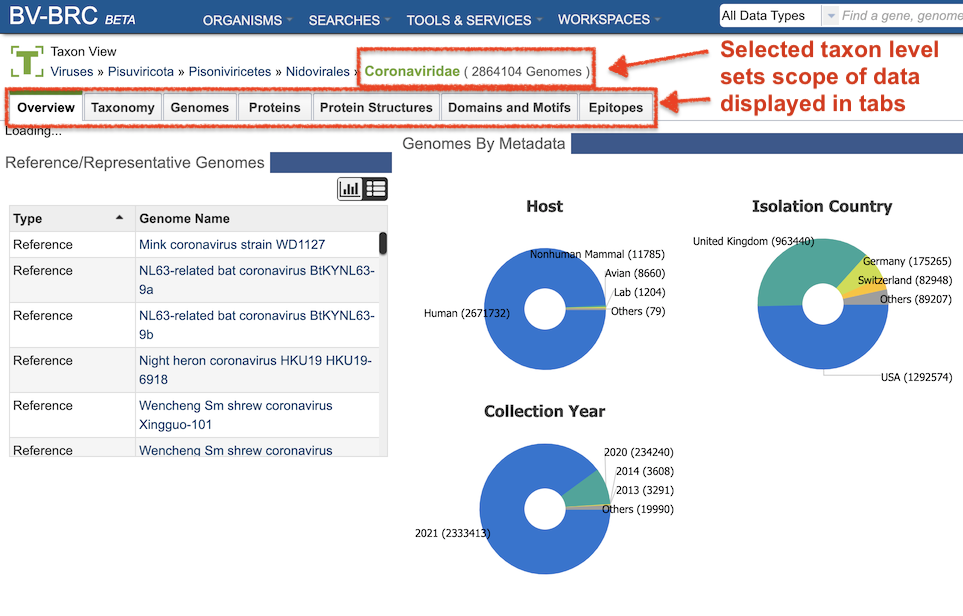 BV-BRC BETA
ORGANISMS SEARCHES TOOLS & SERVICES WORKSPACES All Data Types Find a gene, genome
Taxon View
Viruses » Pisuviricota » Pisoniviricetes » Nidovirales » Coronaviridae ( 2864104 Genomes )
Selected taxon level
sets scope of data
displayed in tabs
Overview Taxonomy Genomes Proteins Protein Structures Domains and Motifs Epitopes
Loading...
Reference/Representative Genomes
Type Genome Name
Reference Mink coronavirus strain WD1127
Reference NL63-related bat coronavirus BtKYNL63-
9a
Reference NL63-related bat coronavirus BtKYNL63-
9b
Reference Night heron coronavirus HKU19 HKU19-
6918
Reference Wencheng Sm shrew coronavirus
Xingguo-101
Reference Wencheng Sm shrew coronavirus
Genomes By Metadata
Host
Nonhuman Mammal (11785)
Avian (8660)
Lab (1204)
Others (79)
Human (2671732)
Isolation Country
United Kingdom (963440)
Germany (175265)
Switzerland (82948)
Others (89207)
USA (1292574)
Collection Year
2020 (234240)
2014 (3608)
2013 (3291)
Others (19990)
2021 (2333413)